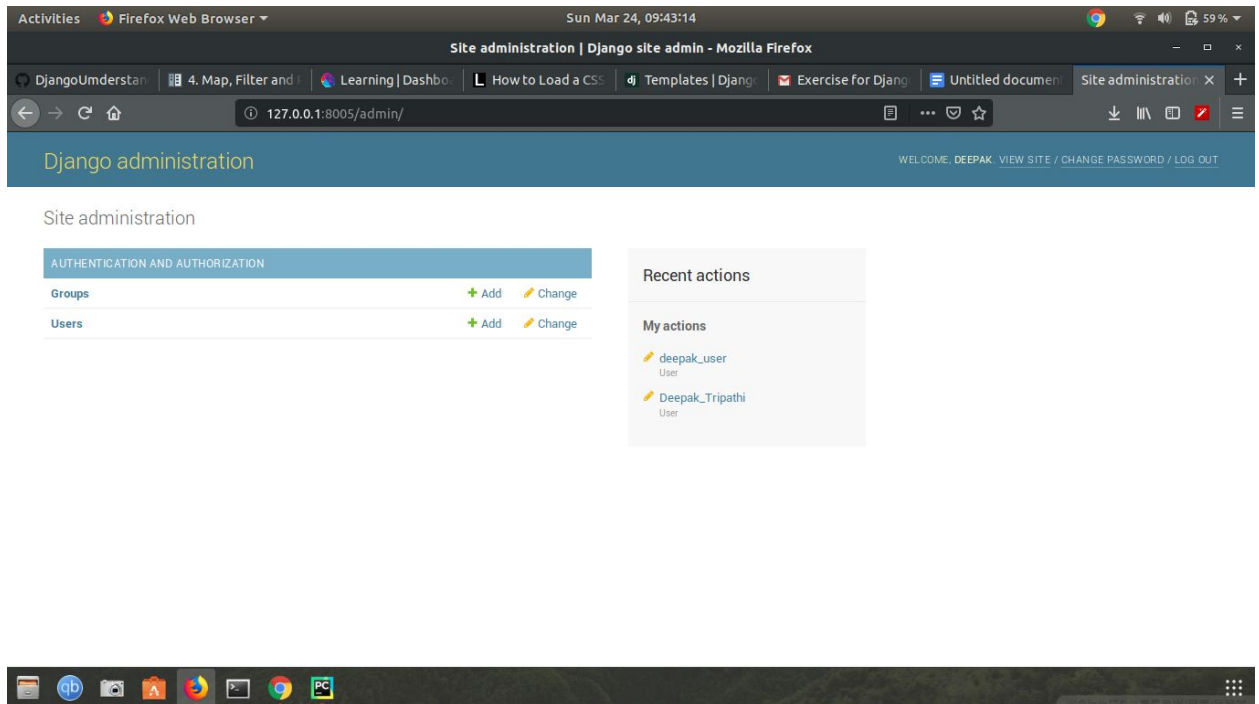 Activities Firefox Web Browser Sun Mar 24, 09:43:14 59 %
Site administration | Django site admin - Mozilla Firefox
DjangoUmderstan 4. Map, Filter and Learning | Dashbo How to Load a CSS dj Templates | Djang Exercise for Djang Untitled documen Site administration
127.0.0.1:8005/admin/
Django administration
WELCOME, DEEPAK. VIEW SITE / CHANGE PASSWORD / LOG OUT
Site administration
AUTHENTICATION AND AUTHORIZATION
Groups Add Change
Users Add Change
Recent actions
My actions
deepak_user
User
Deepak_Tripathi
User
qb PC